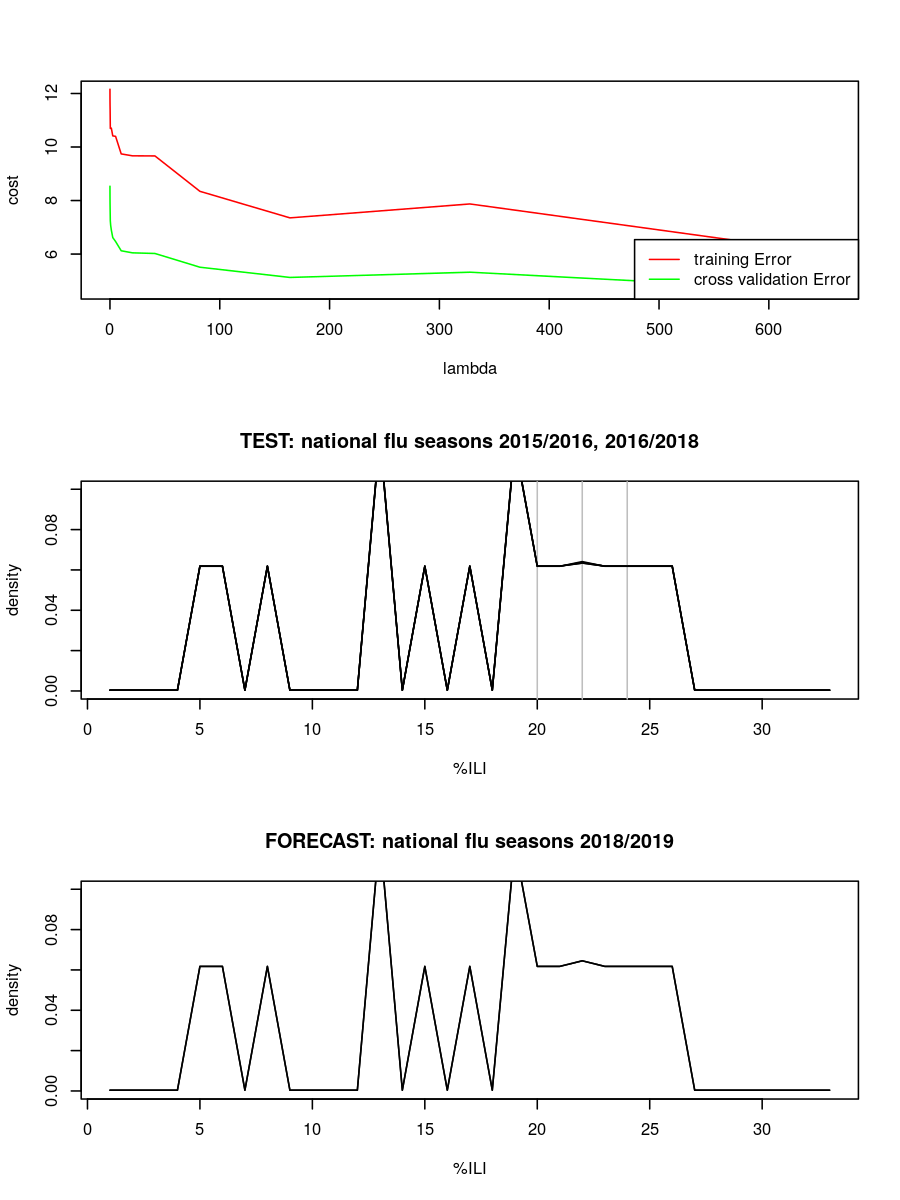 12
10
8
6
cost
training Error
cross validation Error
0 100 200 300 400 500 600
lambda
TEST: national flu seasons 2015/2016, 2016/2018
0.08
0.04
0.00
density
0 5 10 15 20 25 30
%ILI
FORECAST: national flu seasons 2018/2019
0.08
0.04
0.00
density
0 5 10 15 20 25 30
%ILI